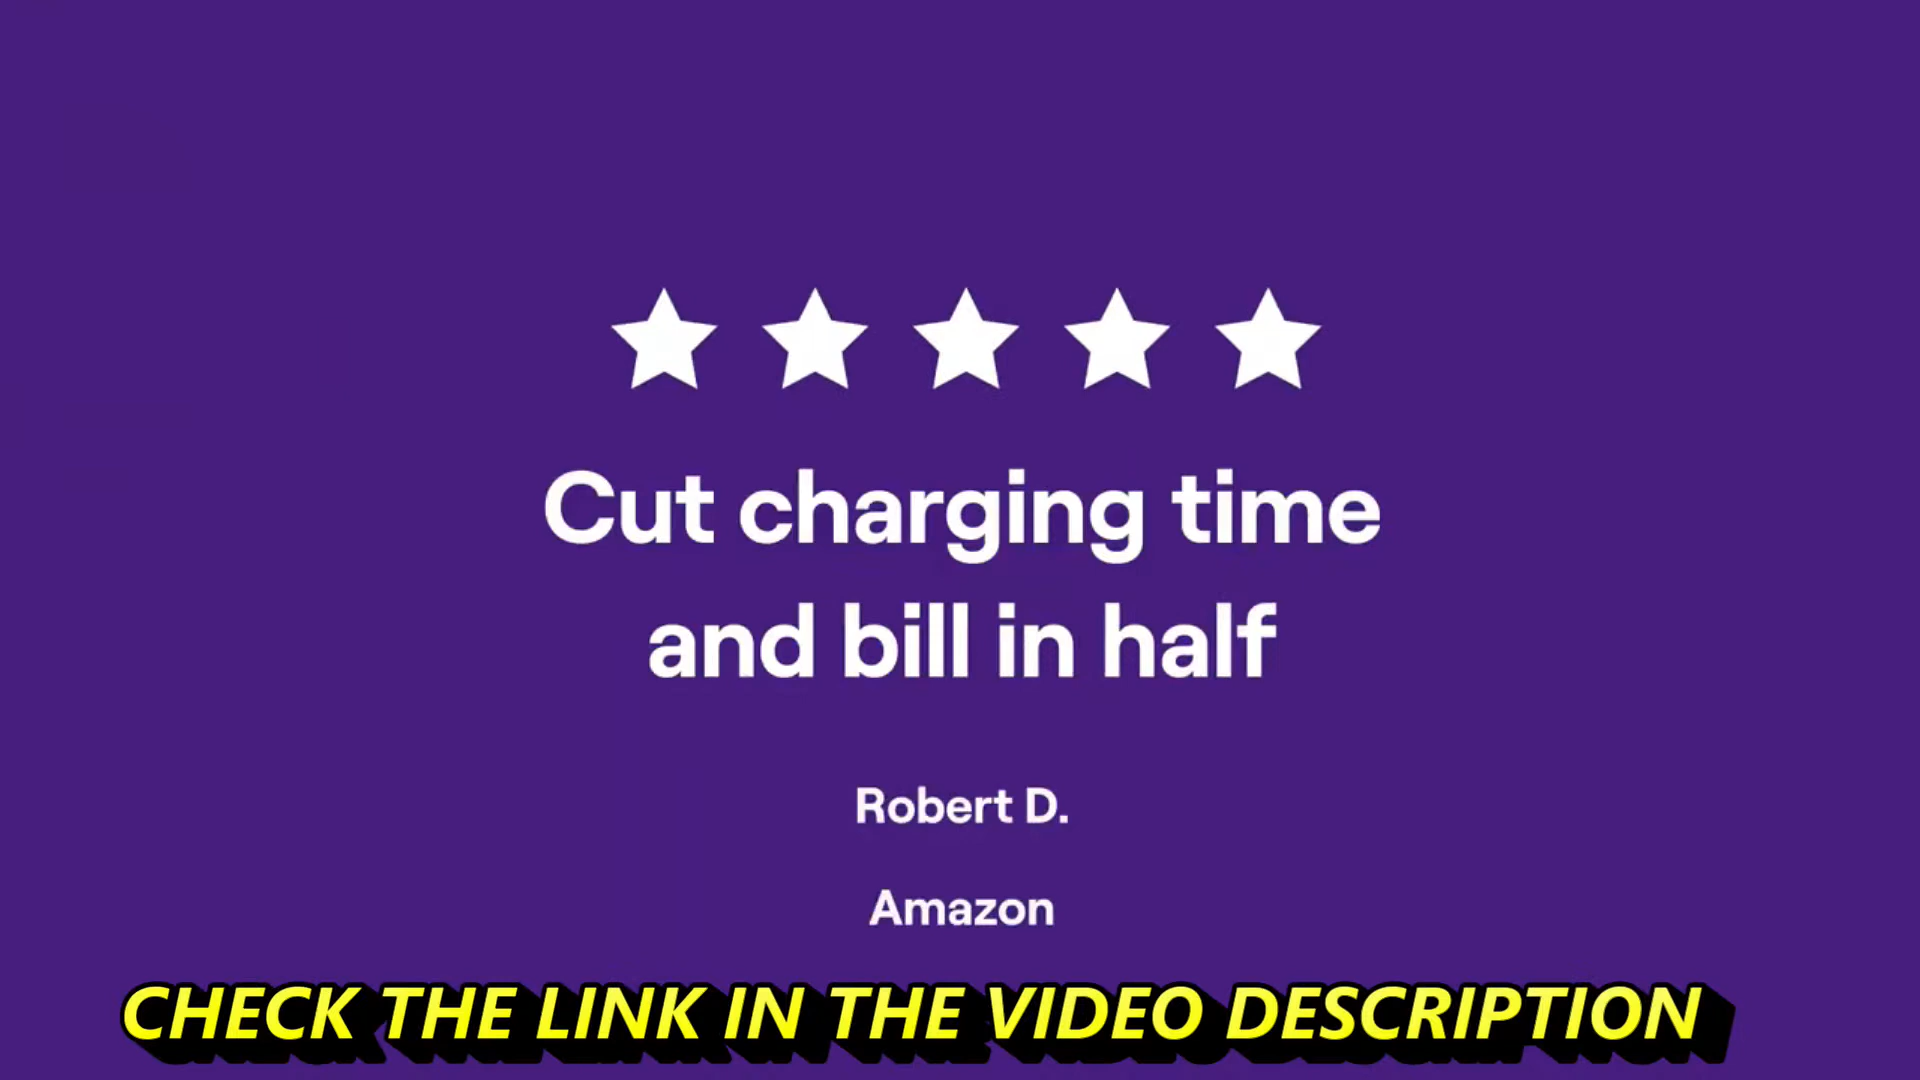 Cut charging time
and bill in half
Robert D.
Amazon
CHECK THE LINK IN THE VIDEO DESCRIPTION